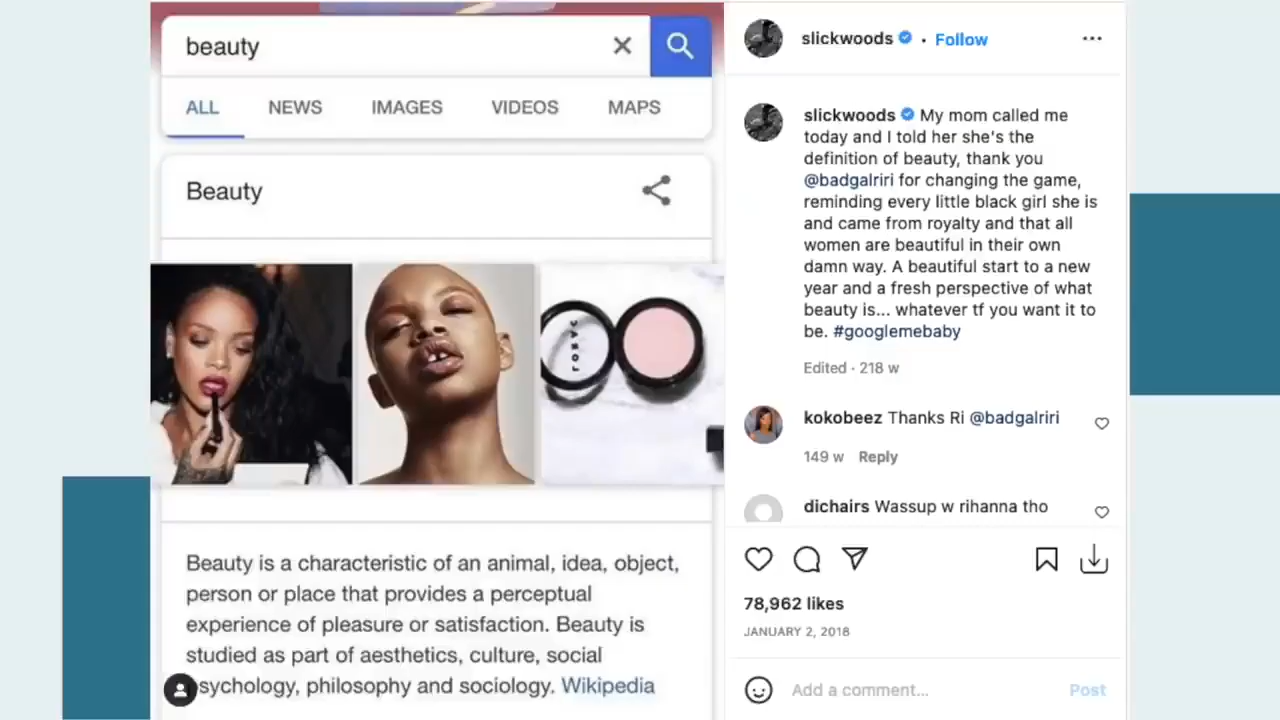 beauty
ALL NEWS IMAGES VIDEOS MAPS
Beauty
Beauty is a characteristic of an animal, idea, object,
person or place that provides a perceptual
experience of pleasure or satisfaction. Beauty is
studied as part of aesthetics, culture, social
psychology, philosophy and sociology. Wikipedia
slickwoods • Follow
slickwoods My mom called me
today and I told her she's the
definition of beauty, thank you
@badgalriri for changing the game,
reminding every little black girl she is
and came from royalty and that all
women are beautiful in their own
damn way. A beautiful start to a new
year and a fresh perspective of what
beauty is... whatever tf you want it to
be. #googlemebaby
Edited · 218 w
kokobeez Thanks Ri @badgalriri
149 w Reply
dichairs Wassup w rihanna tho
78,962 likes
JANUARY 2, 2018
Add a comment... Post